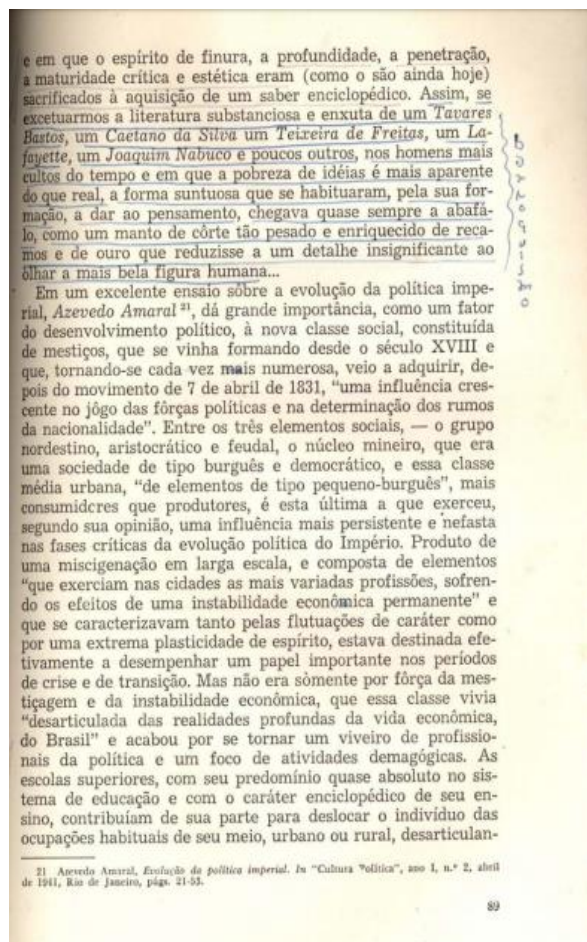 e em que o espírito de finura, a profundidade, a penetração,
a maturidade crítica e estética eram (como o são ainda hoje)
sacrificados à aquisição de um saber enciclopédico. Assim, se
excetuarmos a literatura substanciosa e enxuta de um Tavares
Bastos, um Caetano da Silva um Teixeira de Freitas, um La-
fayette, um Joaquim Nabuco e poucos outros, nos homens mais
cultos do tempo e em que a pobreza de idéias é mais aparente
do que real, a forma suntuosa que se habituaram, pela sua for-
mação, a dar ao pensamento, chegava quase sempre a abafá-
lo, como um manto de côrte tão pesado e enriquecido de reca-
mos e de ouro que reduzisse a um detalhe insignificante ao
olhar a mais bela figura humana...
Em um excelente ensaio sôbre a evolução da política impe-
rial, Azevedo Amaral 21, dá grande importância, como um fator
do desenvolvimento político, à nova classe social, constituída
de mestiços, que se vinha formando desde o século XVIII e
que, tornando-se cada vez mais numerosa, veio a adquirir, de-
pois do movimento de 7 de abril de 1831, “uma influência cres-
cente no jôgo das fôrças políticas e na determinação dos rumos
da nacionalidade”. Entre os três elementos sociais, — o grupo
nordestino, aristocrático e feudal, o núcleo mineiro, que era
uma sociedade de tipo burguês e democrático, e essa classe
média urbana, “de elementos de tipo pequeno-burguês”, mais
consumidores que produtores, é esta última a que exerceu,
segundo sua opinião, uma influência mais persistente e nefasta
nas fases críticas da evolução política do Império. Produto de
uma miscigenação em larga escala, e composta de elementos
“que exerciam nas cidades as mais variadas profissões, sofren-
do os efeitos de uma instabilidade econômica permanente” e
que se caracterizavam tanto pelas flutuações de caráter como
por uma extrema plasticidade de espírito, estava destinada efe-
tivamente a desempenhar um papel importante nos períodos
de crise e de transição. Mas não era sòmente por fôrça da mes-
tiçagem e da instabilidade econômica, que essa classe vivia
“desarticulada das realidades profundas da vida econômica,
do Brasil” e acabou por se tornar um viveiro de profissio-
nais da política e um foco de atividades demagógicas. As
escolas superiores, com seu predomínio quase absoluto no sis-
tema de educação e com o caráter enciclopédico de seu en-
sino, contribuíam de sua parte para deslocar o indivíduo das
ocupações habituais de seu meio, urbano ou rural, desarticulan-
21 Azevedo Amaral, Evolução da política imperial. In “Cultura Política”, ano I, n.º 2, abril
de 1941, Rio de Janeiro, págs. 21-53.
89